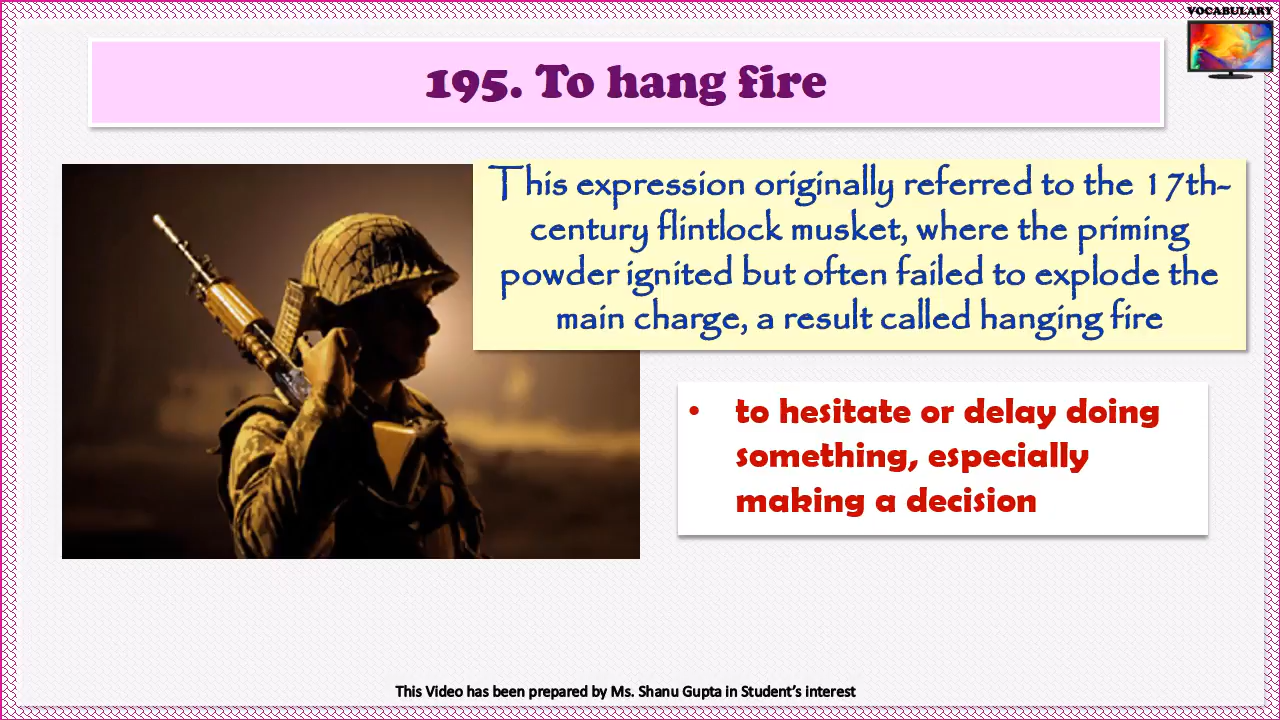 VOCABULARY
195. To hang fire
This expression originally referred to the 17th-
century flintlock musket, where the priming
powder ignited but often failed to explode the
main charge, a result called hanging fire
• to hesitate or delay doing
something, especially
making a decision
This Video has been prepared by Ms. Shanu Gupta in Student’s interest